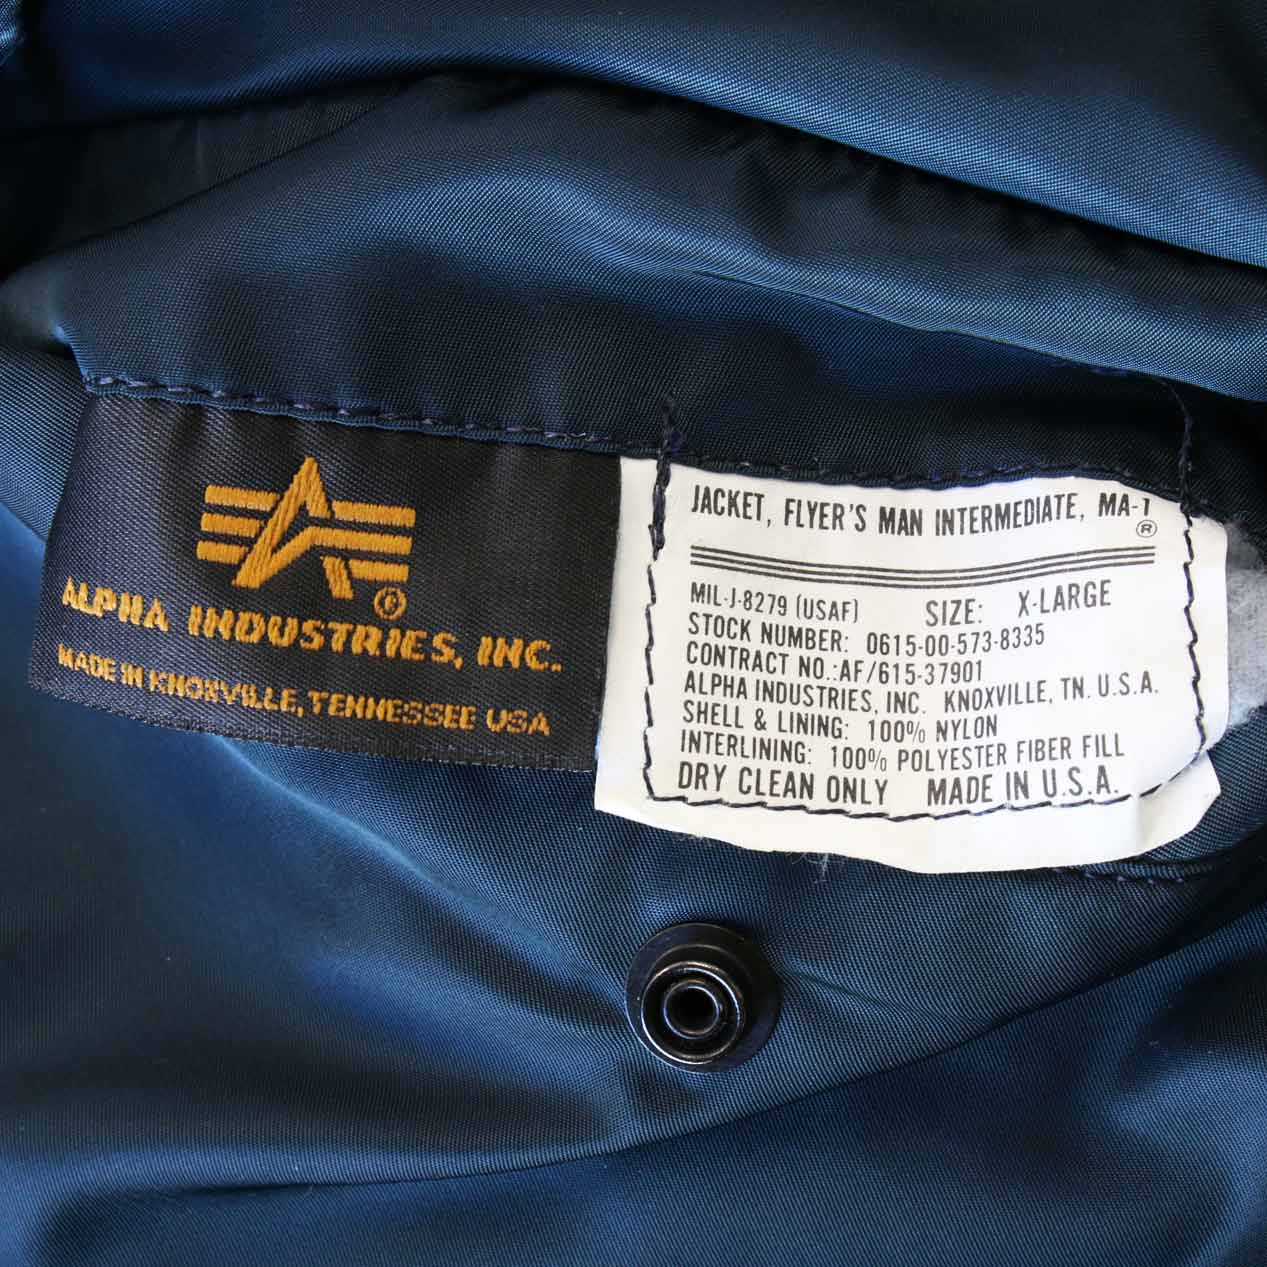 ALPHA INDUSTRIES, INC.
MADE IN KNOXVILLE, TENNESSEE USA
JACKET, FLYER'S MAN INTERMEDIATE, MA-1
®
MIL-J-8279 (USAF) SIZE: X-LARGE
STOCK NUMBER: 0615-00-573-8335
CONTRACT NO.:AF/615-37901
ALPHA INDUSTRIES, INC. KNOXVILLE, TN. U.S.A.
SHELL & LINING: 100% NYLON
INTERLINING: 100% POLYESTER FIBER FILL
DRY CLEAN ONLY MADE IN U.S.A.